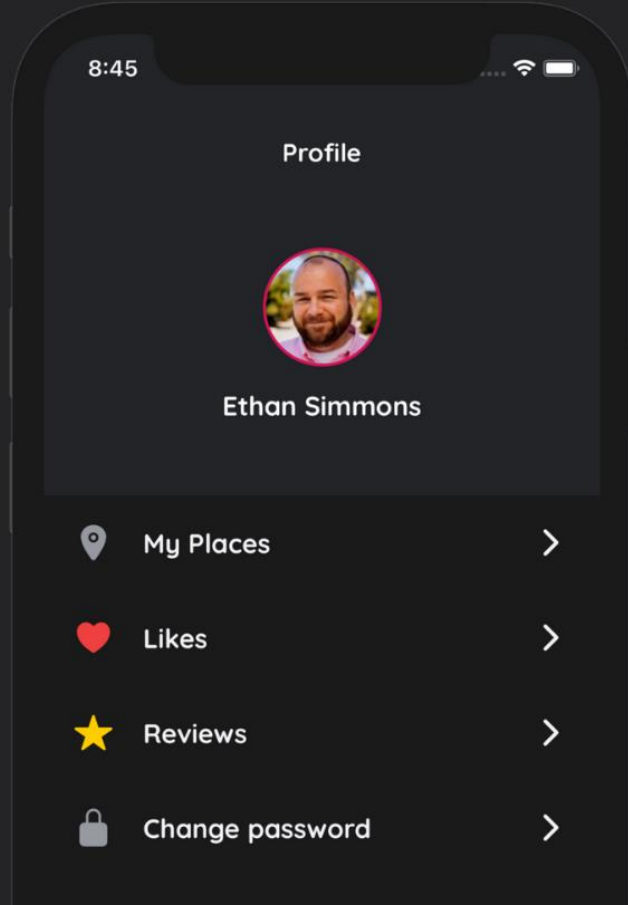 8:45
Profile
Ethan Simmons
My Places
Likes
Reviews
Change password